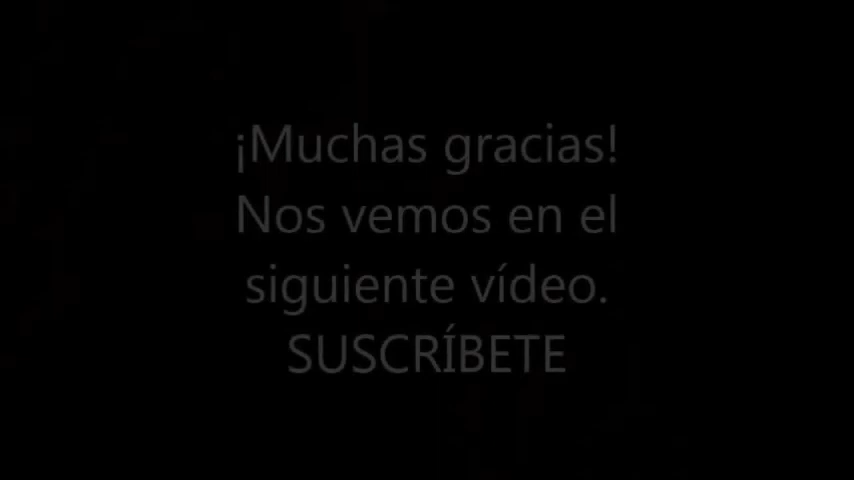 ¡Muchas gracias!
Nos vemos en el
siguiente vídeo.
SUSCRÍBETE